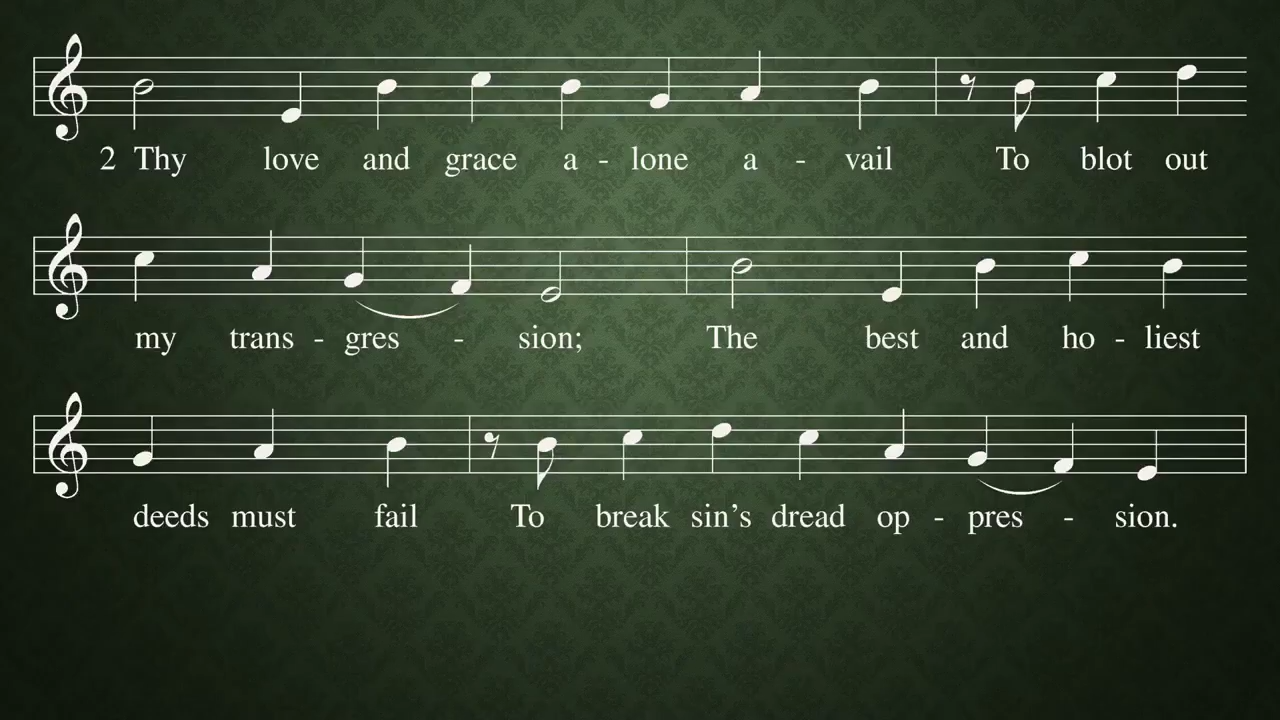 2 Thy love and grace a - lone a - vail To blot out
my trans - gres - sion; The best and ho - liest
deeds must fail To break sin’s dread op - pres - sion.